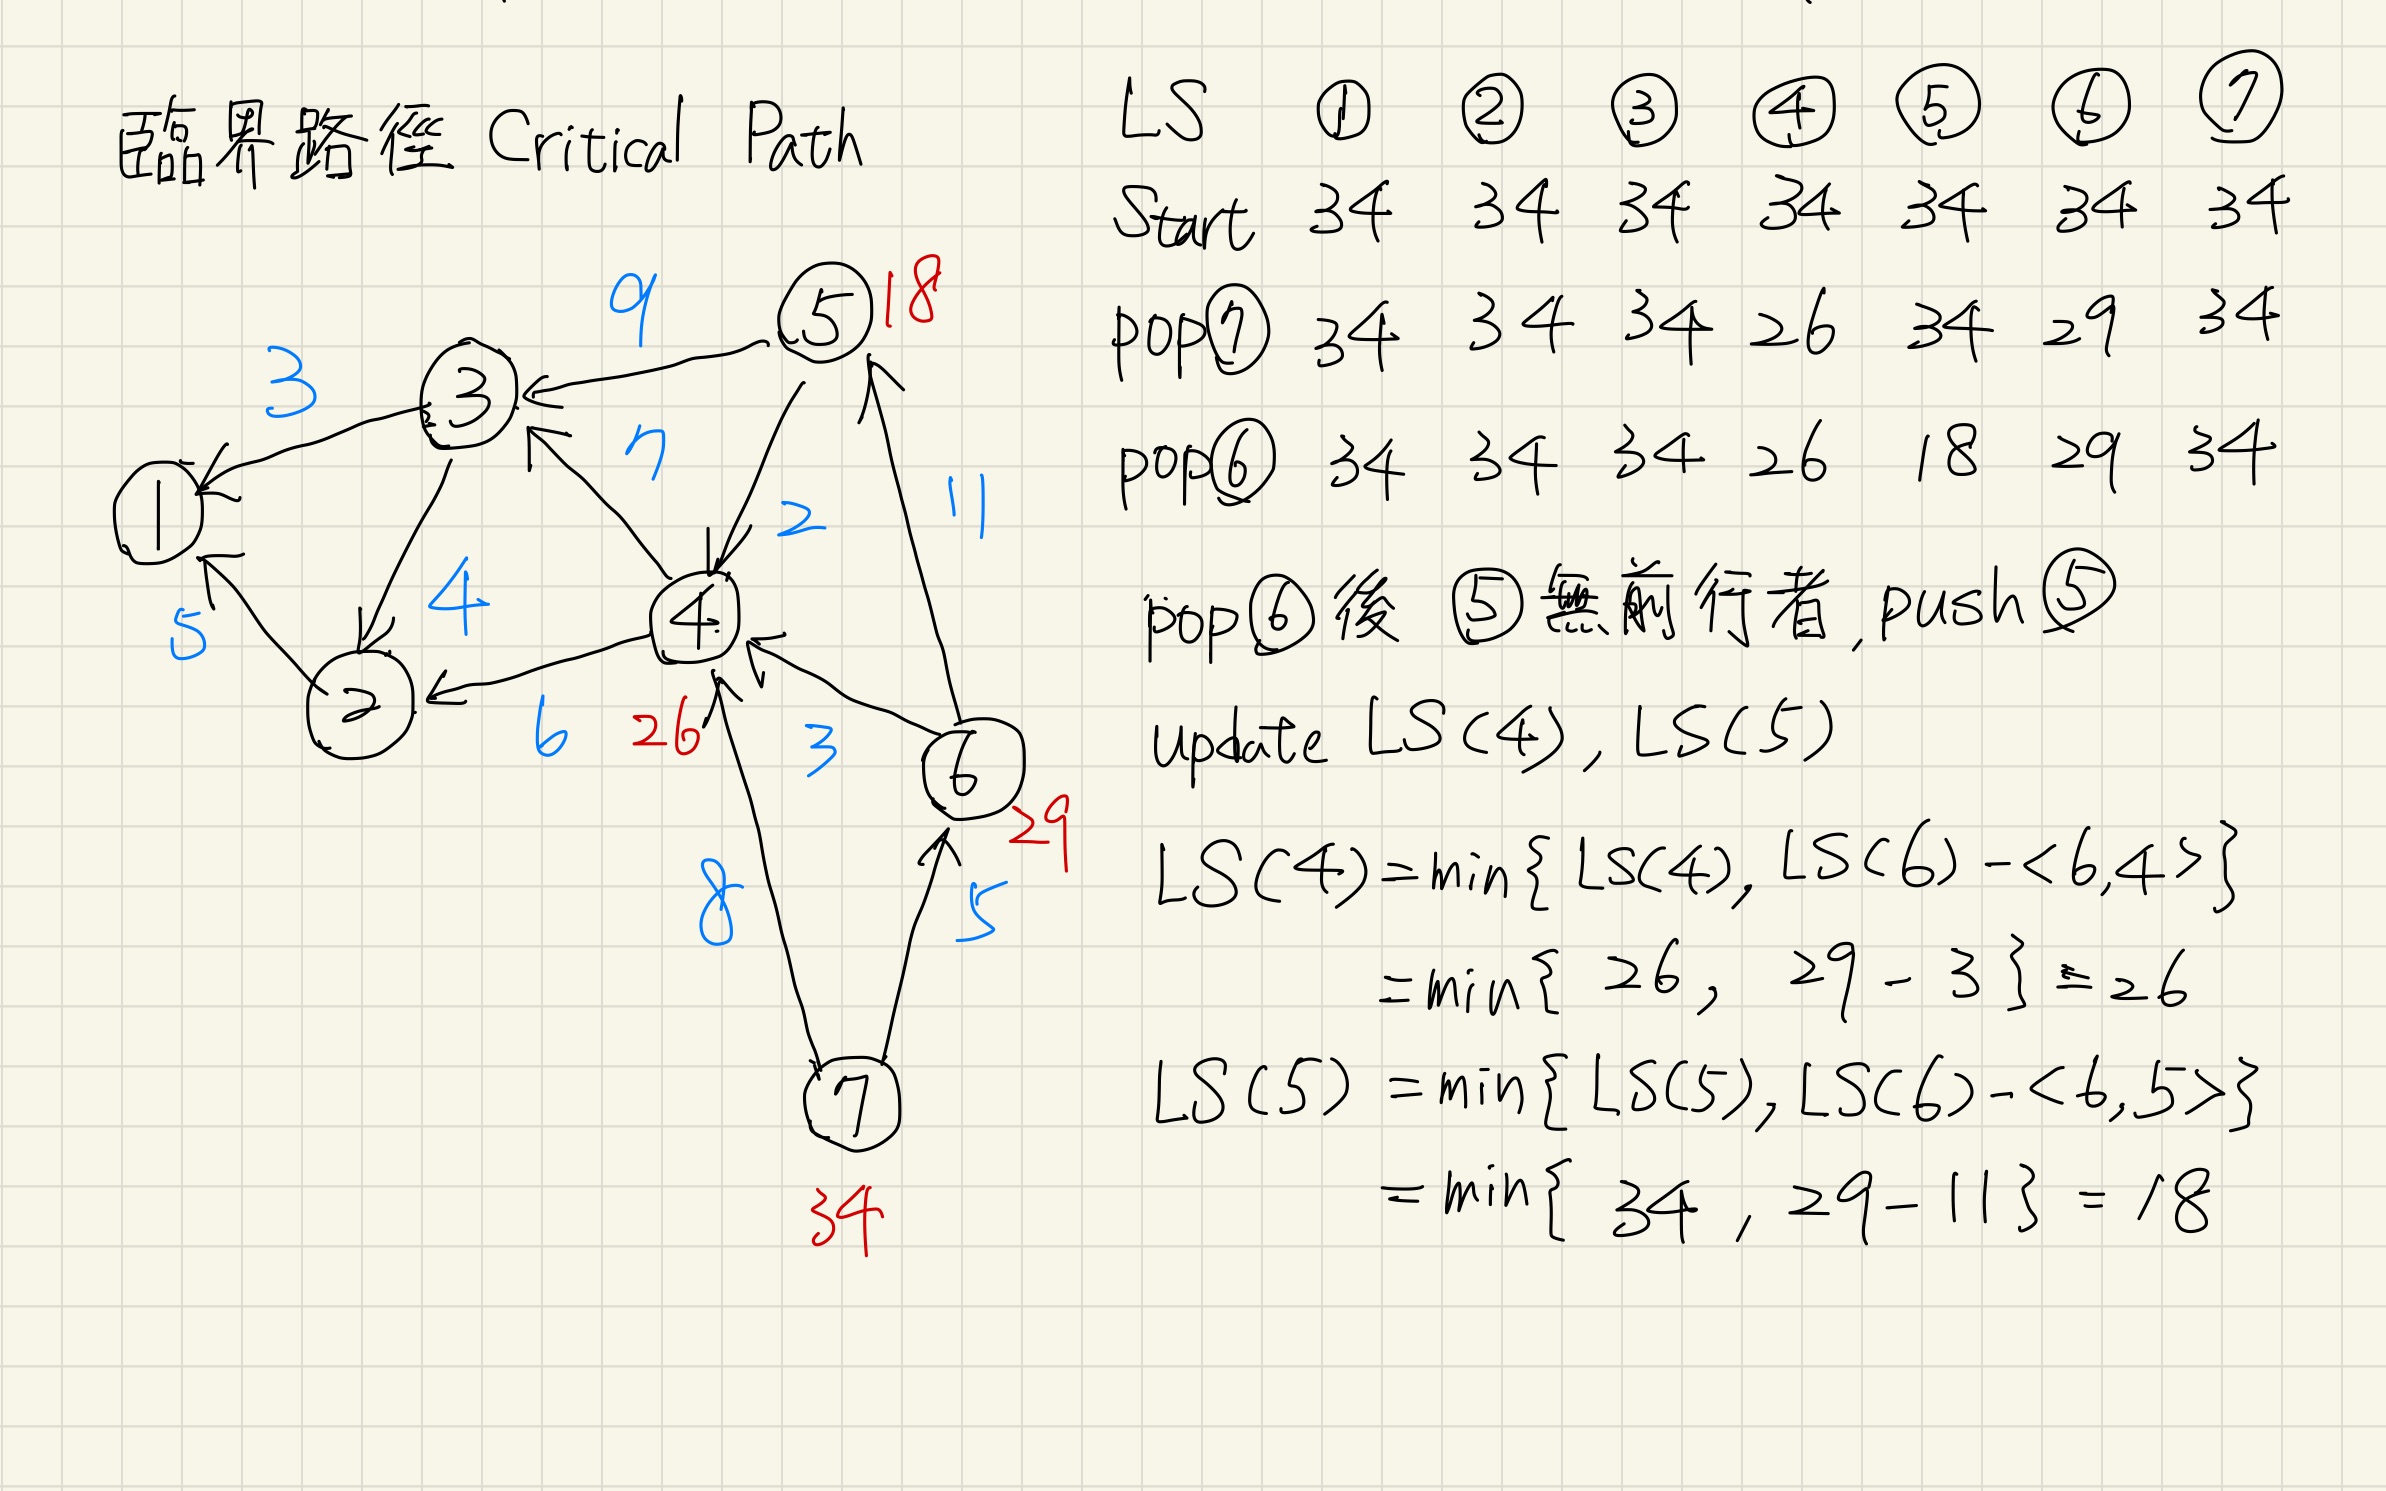 臨界路徑 Critical Path
9
⑤
18
3
③
7
①
2
11
4
5
④
②
6
26
3
⑥
29
8
5
⑦
34
LS ① ② ③ ④ ⑤ ⑥ ⑦
Start 34 34 34 34 34 34 34
pop⑦ 34 34 34 26 34 29 34
pop⑥ 34 34 34 26 18 29 34
pop⑥後 ⑤無前行者, push⑤
update LS(4), LS(5)
LS(4)=min{LS(4), LS(6)-<6,4>}
=min{ 26, 29-3}=26
LS(5)=min{LS(5), LS(6)-<6,5>}
=min{ 34, 29-11}=18